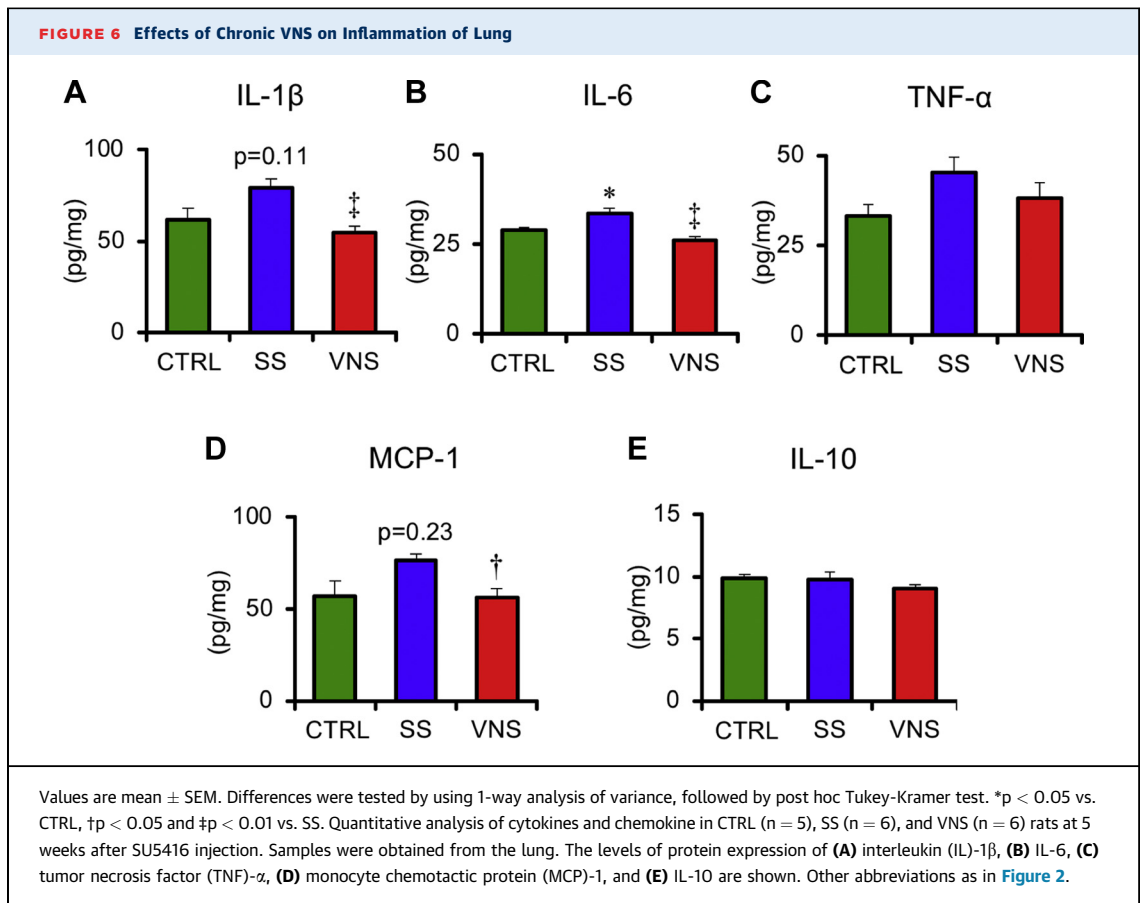 FIGURE 6 Effects of Chronic VNS on Inflammation of Lung
A IL-1β
100
50
0
(pg/mg)
p=0.11
‡
CTRL SS VNS
B IL-6
50
25
0
(pg/mg)
*
‡
CTRL SS VNS
C TNF-α
50
25
0
(pg/mg)
CTRL SS VNS
D MCP-1
100
50
0
(pg/mg)
p=0.23
†
CTRL SS VNS
E IL-10
15
10
5
0
(pg/mg)
CTRL SS VNS
Values are mean ± SEM. Differences were tested by using 1-way analysis of variance, followed by post hoc Tukey-Kramer test. *p < 0.05 vs.
CTRL, †p < 0.05 and ‡p < 0.01 vs. SS. Quantitative analysis of cytokines and chemokine in CTRL (n = 5), SS (n = 6), and VNS (n = 6) rats at 5
weeks after SU5416 injection. Samples were obtained from the lung. The levels of protein expression of (A) interleukin (IL)-1β, (B) IL-6, (C)
tumor necrosis factor (TNF)-α, (D) monocyte chemotactic protein (MCP)-1, and (E) IL-10 are shown. Other abbreviations as in Figure 2.